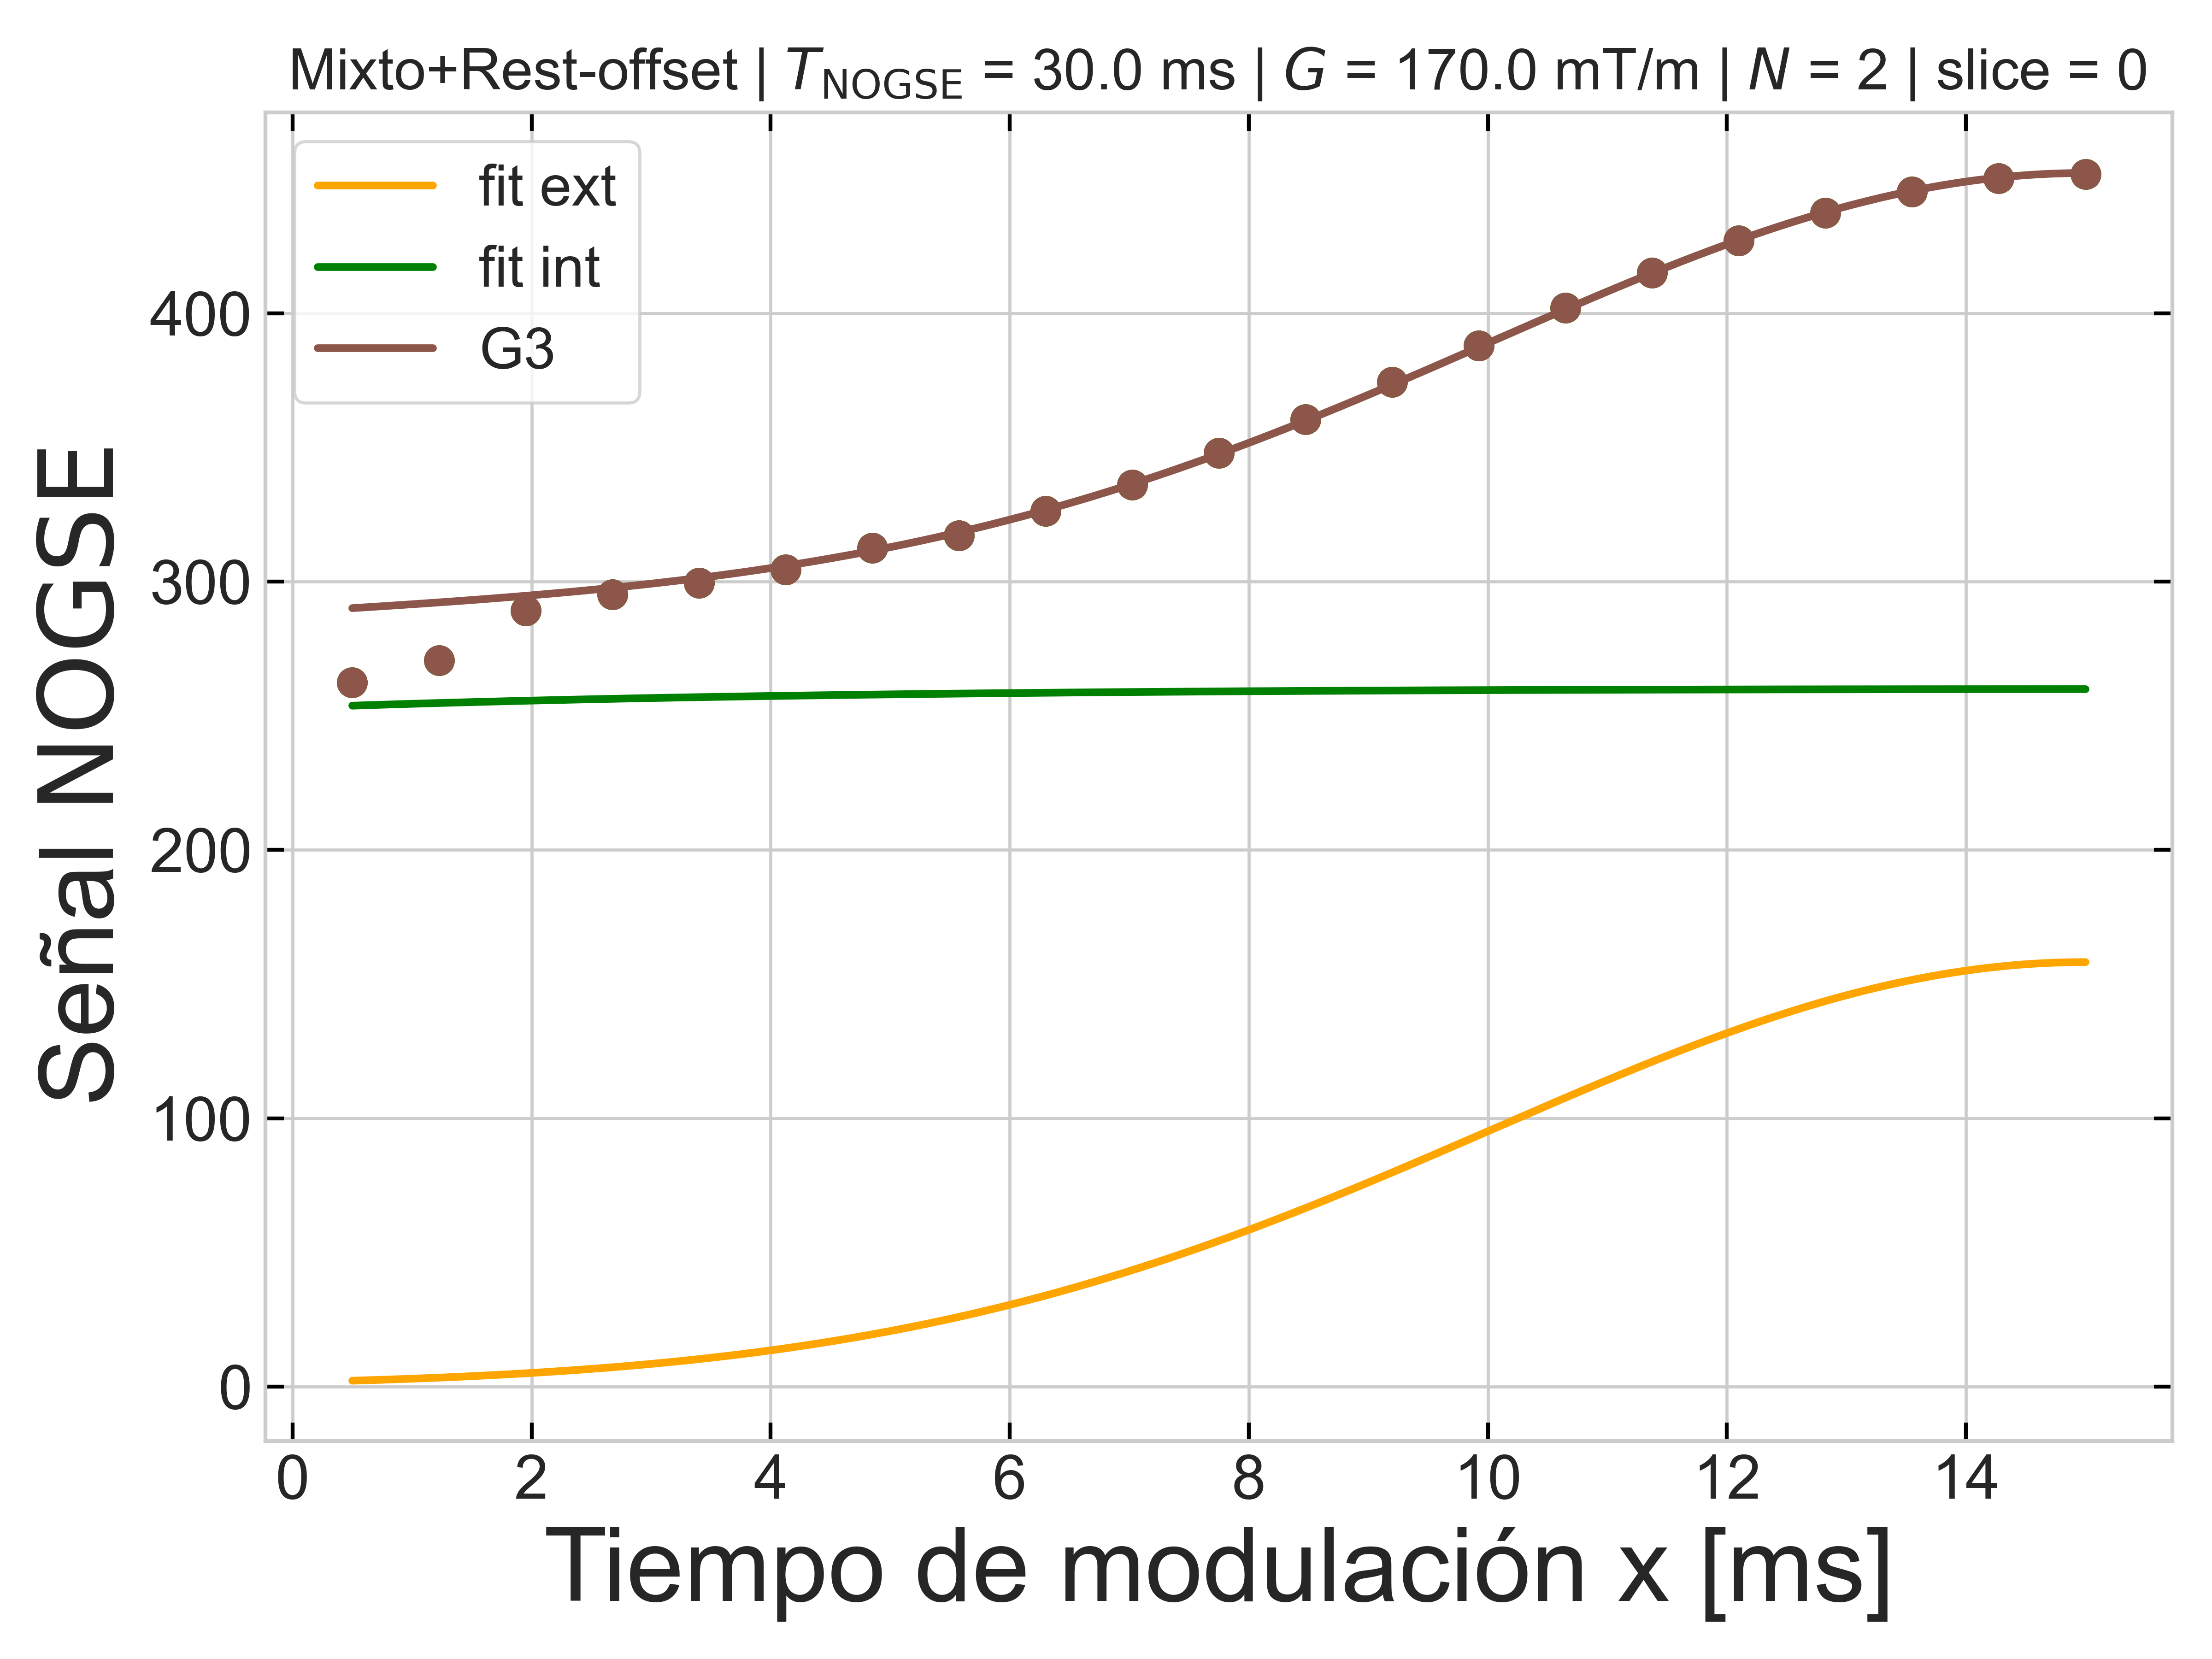 Mixto+Rest-offset | T_NOGSE = 30.0 ms | G = 170.0 mT/m | N = 2 | slice = 0
fit ext
fit int
G3
Señal NOGSE
400
300
200
100
0
0 2 4 6 8 10 12 14
Tiempo de modulación x [ms]